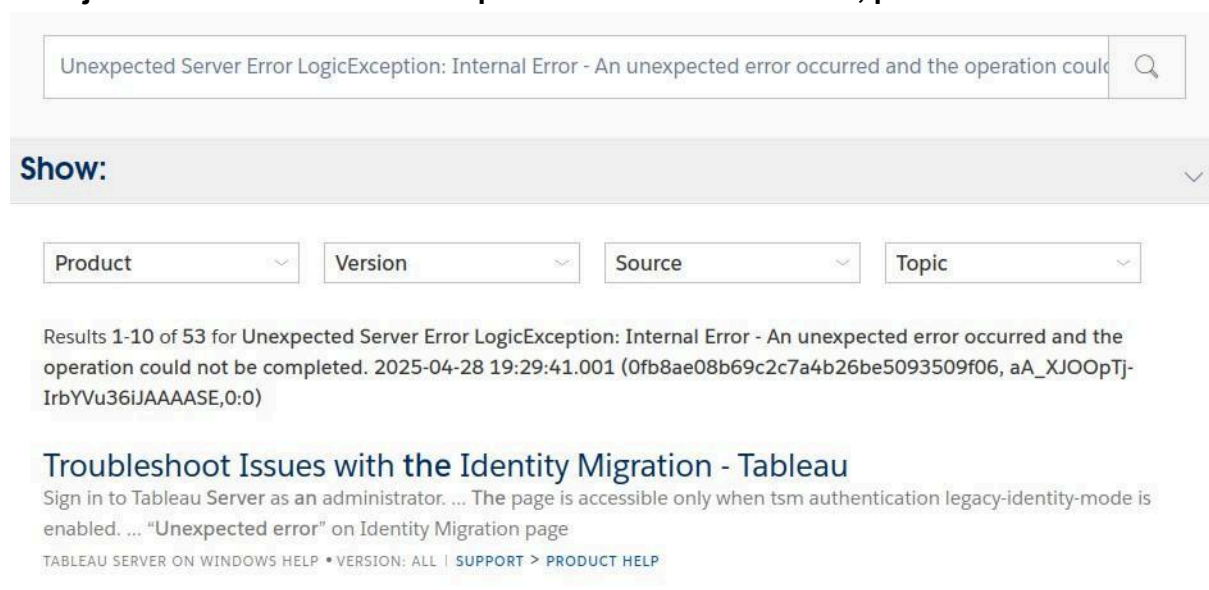 Unexpected Server Error LogicException: Internal Error - An unexpected error occurred and the operation could
Show:
Product Version Source Topic
Results 1-10 of 53 for Unexpected Server Error LogicException: Internal Error - An unexpected error occurred and the
operation could not be completed. 2025-04-28 19:29:41.001 (0fb8ae08b69c2c7a4b26be5093509f06, aA_XJOOpTj-
IrbYVu36iJAAAASE,0:0)
Troubleshoot Issues with the Identity Migration - Tableau
Sign in to Tableau Server as an administrator. ... The page is accessible only when tsm authentication legacy-identity-mode is
enabled. ... “Unexpected error” on Identity Migration page
TABLEAU SERVER ON WINDOWS HELP • VERSION: ALL | SUPPORT > PRODUCT HELP